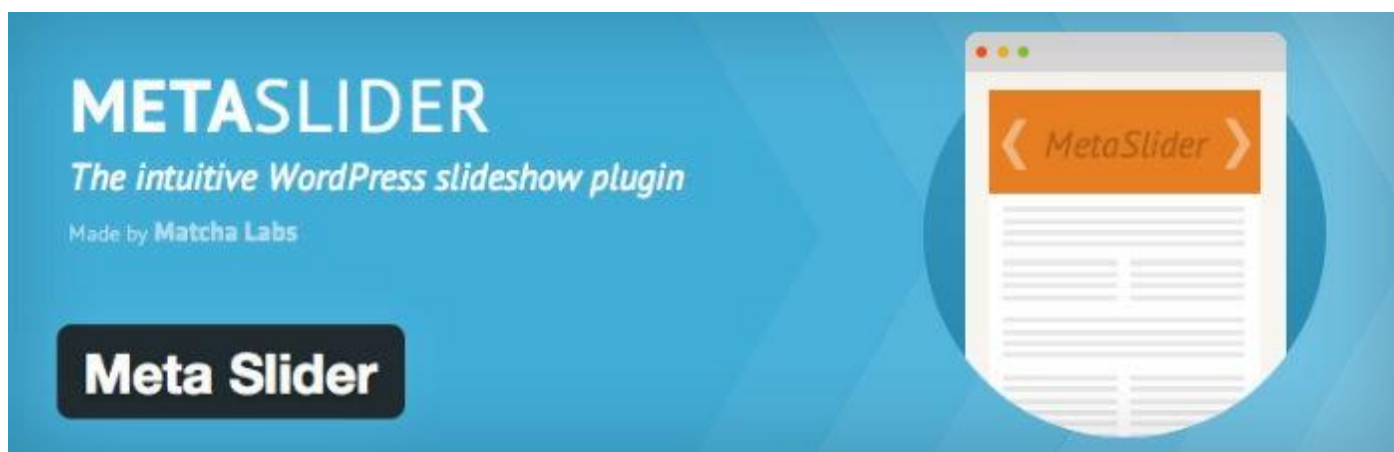 METASLIDER
The intuitive WordPress slideshow plugin
Made by Matcha Labs
Meta Slider
❮ MetaSlider ❯